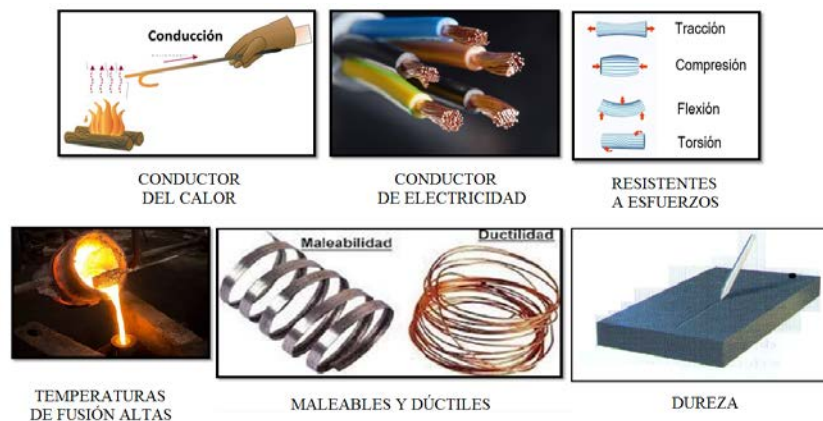 Conducción
Tracción
Compresión
Flexión
Torsión
CONDUCTOR
DEL CALOR
CONDUCTOR
DE ELECTRICIDAD
RESISTENTES
A ESFUERZOS
Maleabilidad
Ductilidad
TEMPERATURAS
DE FUSIÓN ALTAS
MALEABLES Y DÚCTILES
DUREZA